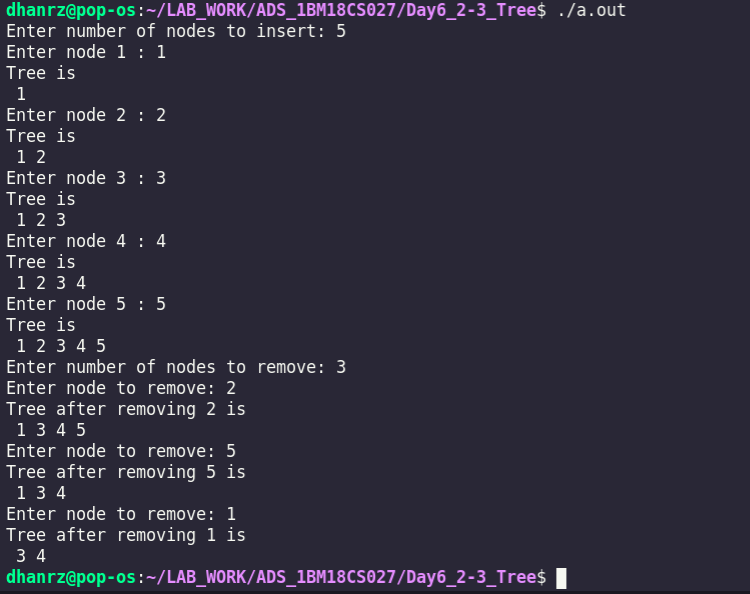 dhanrz@pop-os:~/LAB_WORK/ADS_1BM18CS027/Day6_2-3_Tree$ ./a.out
Enter number of nodes to insert: 5
Enter node 1 : 1
Tree is
 1
Enter node 2 : 2
Tree is
 1 2
Enter node 3 : 3
Tree is
 1 2 3
Enter node 4 : 4
Tree is
 1 2 3 4
Enter node 5 : 5
Tree is
 1 2 3 4 5
Enter number of nodes to remove: 3
Enter node to remove: 2
Tree after removing 2 is
 1 3 4 5
Enter node to remove: 5
Tree after removing 5 is
 1 3 4
Enter node to remove: 1
Tree after removing 1 is
 3 4
dhanrz@pop-os:~/LAB_WORK/ADS_1BM18CS027/Day6_2-3_Tree$